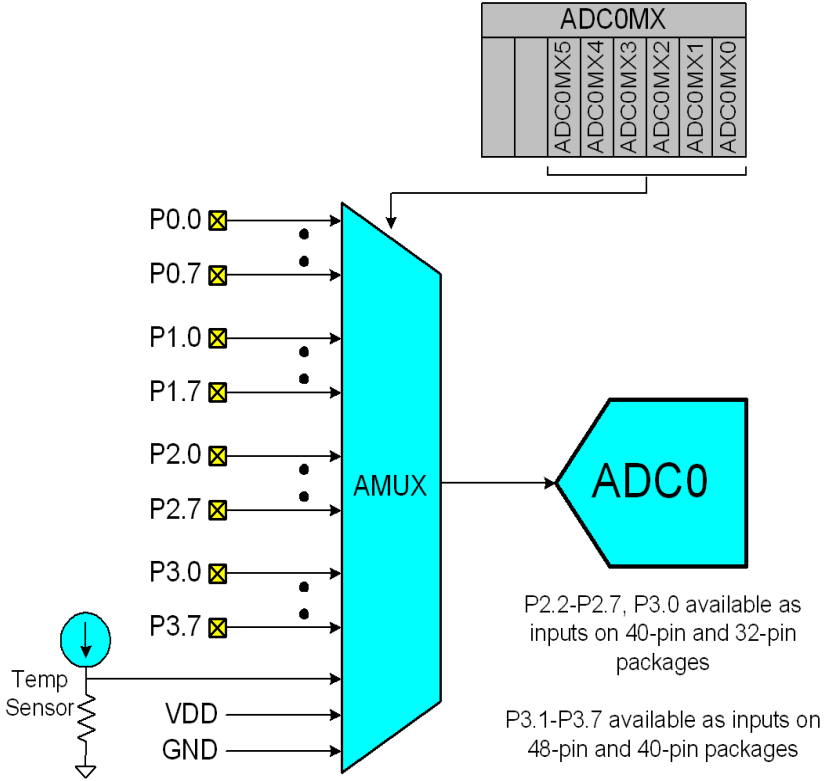 ADC0MX
ADC0MX5
ADC0MX4
ADC0MX3
ADC0MX2
ADC0MX1
ADC0MX0
P0.0
P0.7
P1.0
P1.7
P2.0
P2.7
P3.0
P3.7
Temp
Sensor
VDD
GND
AMUX
ADC0
P2.2-P2.7, P3.0 available as
inputs on 40-pin and 32-pin
packages
P3.1-P3.7 available as inputs on
48-pin and 40-pin packages